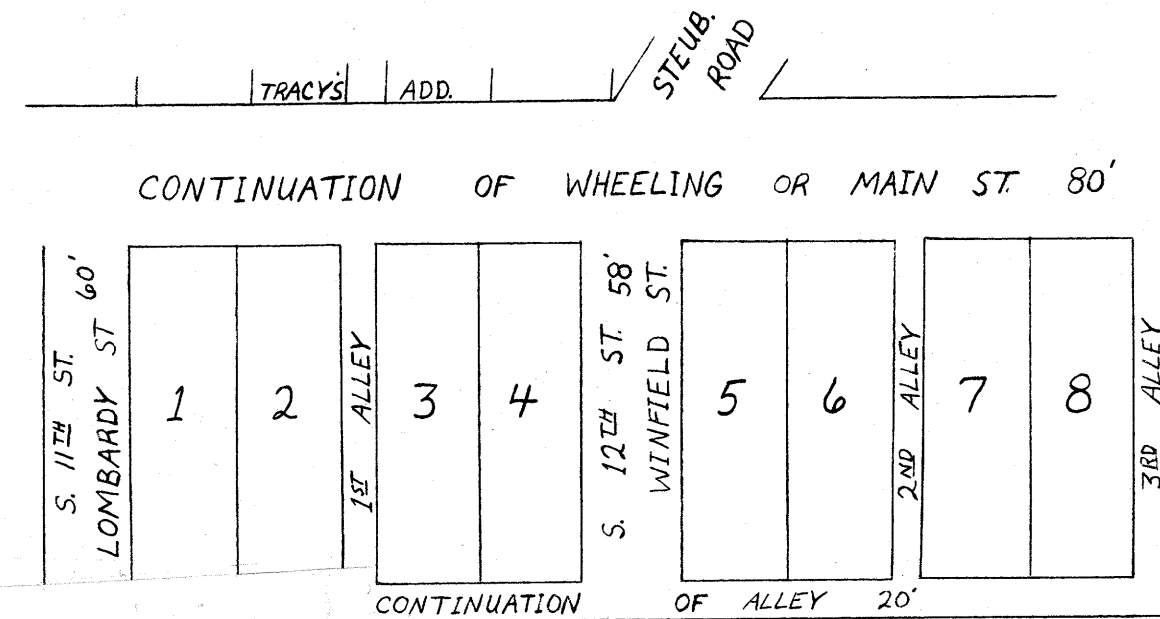 STEUB.
ROAD
TRACY'S ADD.
CONTINUATION OF WHEELING OR MAIN ST. 80'
S. 11TH ST.
LOMBARDY ST 60'
1
2
1ST ALLEY
3
4
S. 12TH ST. 58'
WINFIELD ST.
5
6
2ND ALLEY
7
8
3RD ALLEY
CONTINUATION OF ALLEY 20'